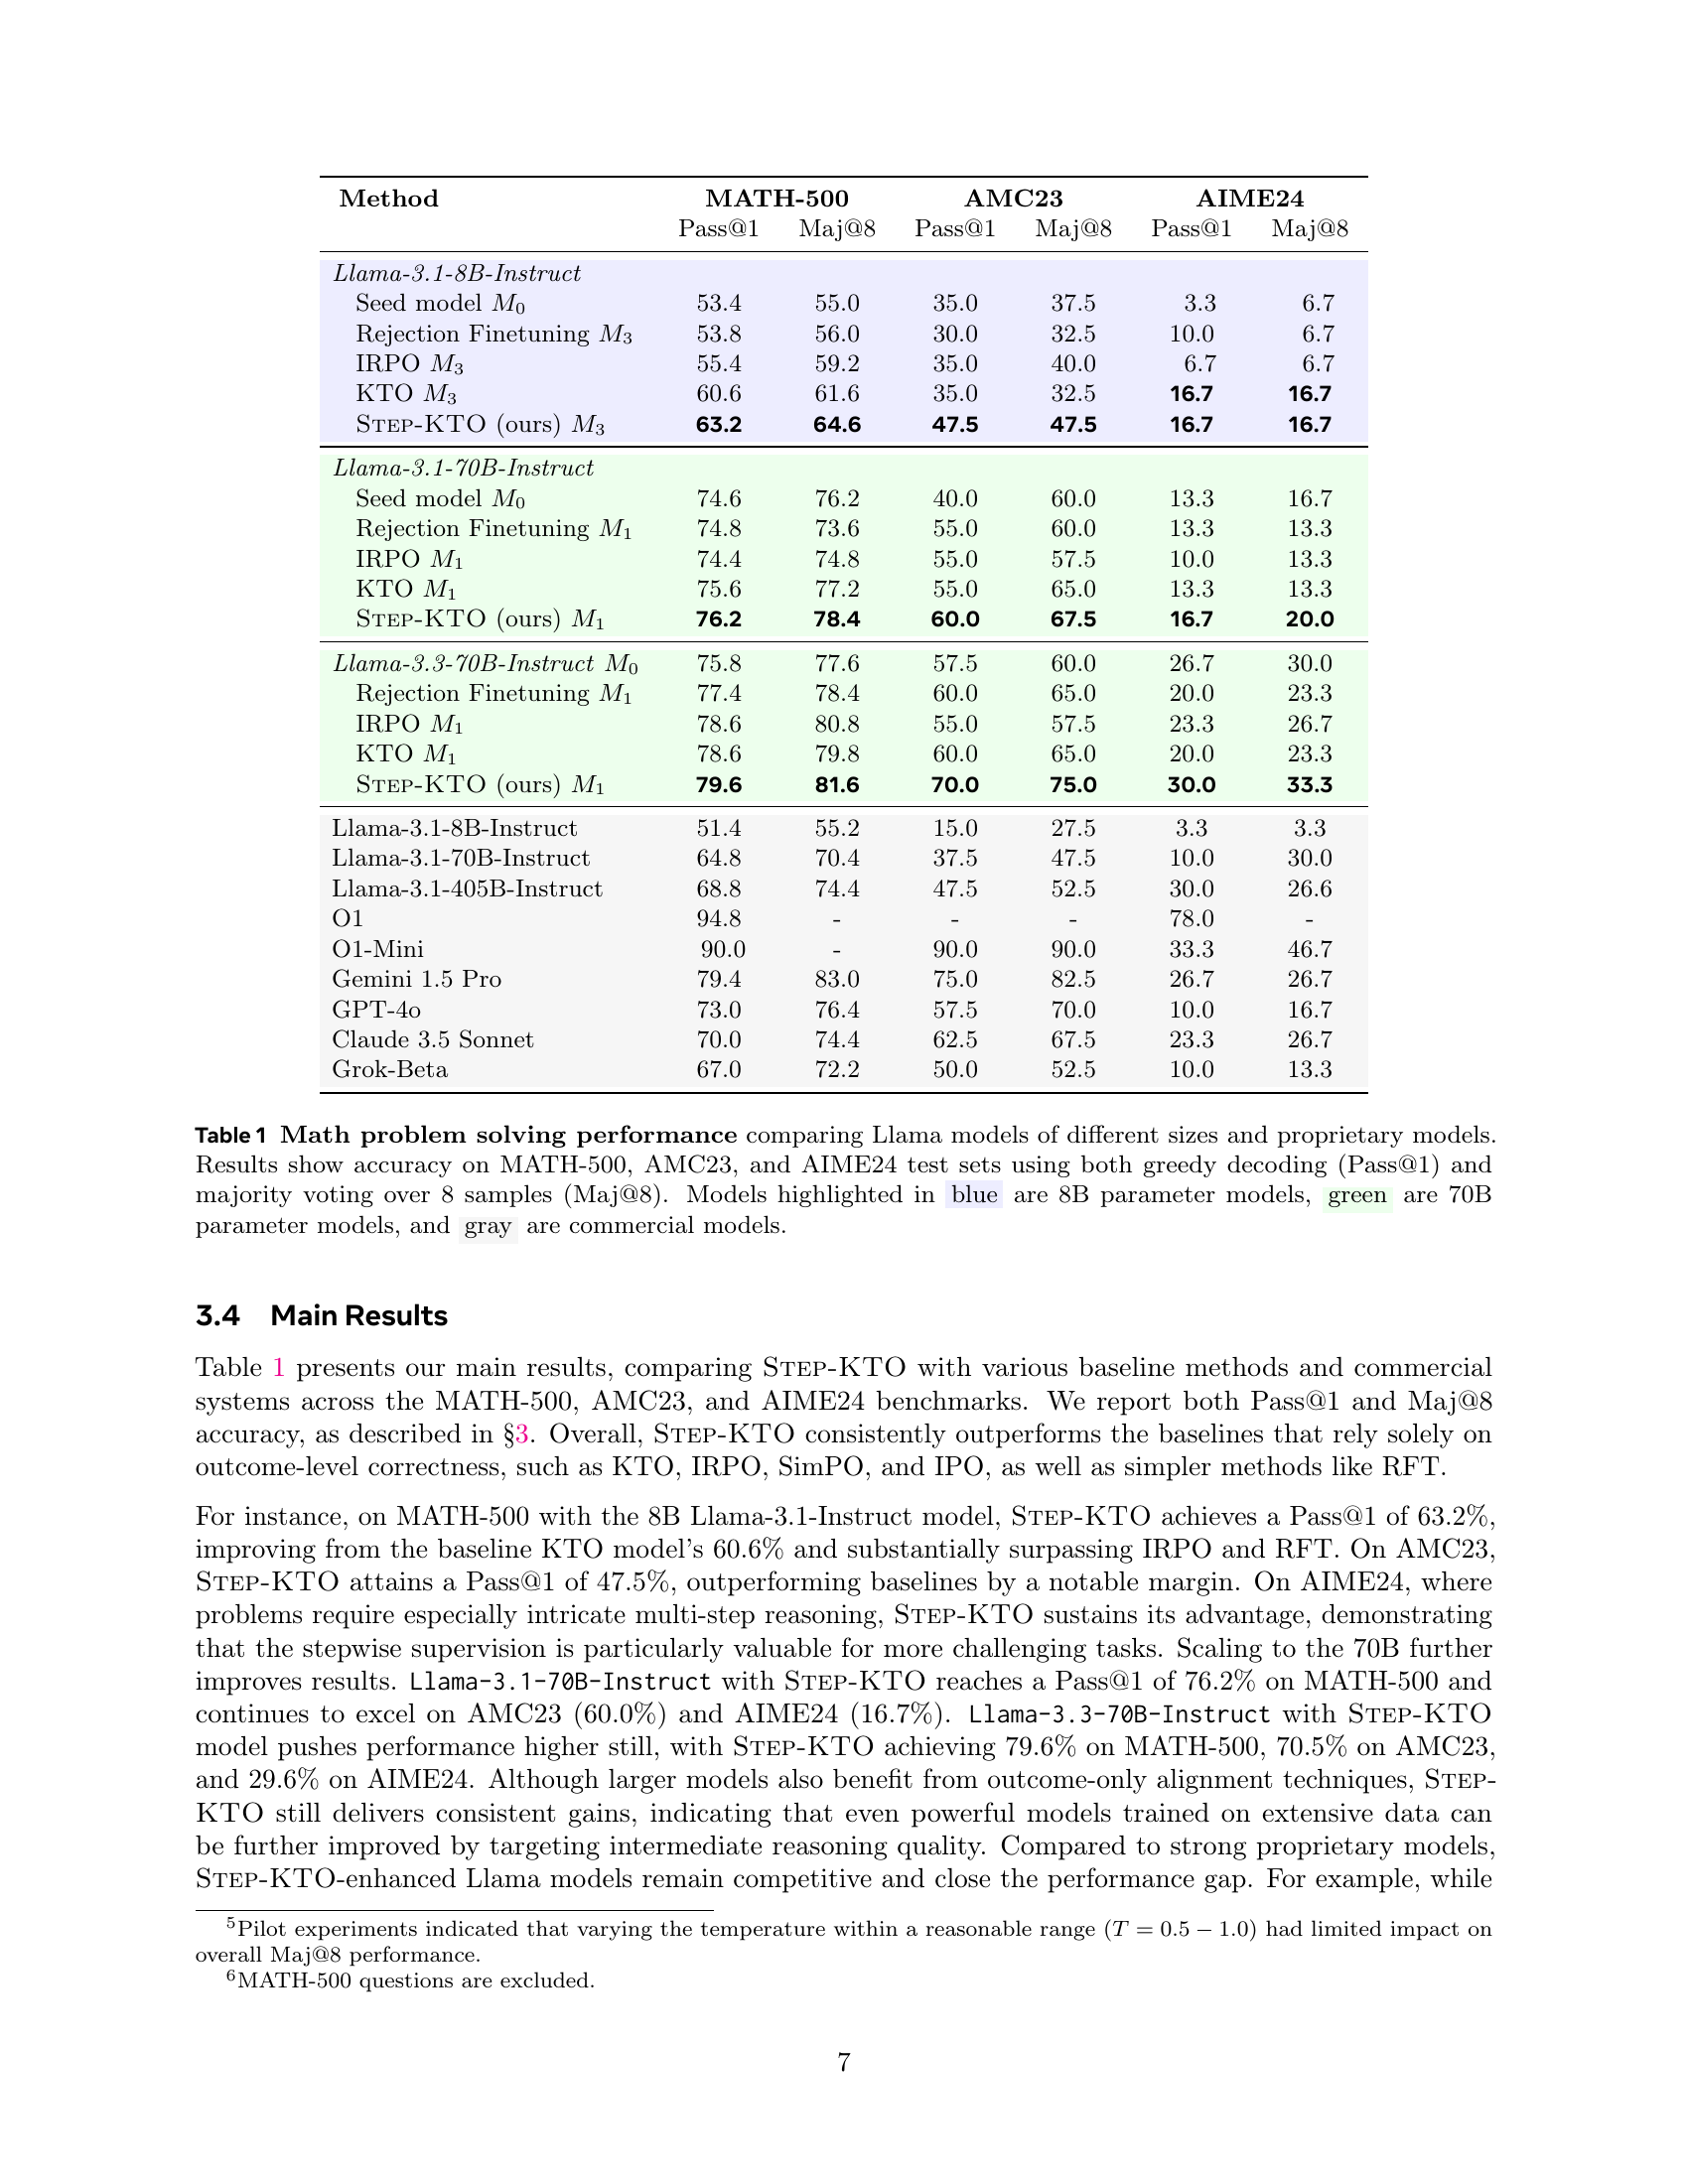 Method MATH-500 AMC23 AIME24
Pass@1 Maj@8 Pass@1 Maj@8 Pass@1 Maj@8
Llama-3.1-8B-Instruct
Seed model M0 53.4 55.0 35.0 37.5 3.3 6.7
Rejection Finetuning M3 53.8 56.0 30.0 32.5 10.0 6.7
IRPO M3 55.4 59.2 35.0 40.0 6.7 6.7
KTO M3 60.6 61.6 35.0 32.5 16.7 16.7
STEP-KTO (ours) M3 63.2 64.6 47.5 47.5 16.7 16.7
Llama-3.1-70B-Instruct
Seed model M0 74.6 76.2 40.0 60.0 13.3 16.7
Rejection Finetuning M1 74.8 73.6 55.0 60.0 13.3 13.3
IRPO M1 74.4 74.8 55.0 57.5 10.0 13.3
KTO M1 75.6 77.2 55.0 65.0 13.3 13.3
STEP-KTO (ours) M1 76.2 78.4 60.0 67.5 16.7 20.0
Llama-3.3-70B-Instruct M0 75.8 77.6 57.5 60.0 26.7 30.0
Rejection Finetuning M1 77.4 78.4 60.0 65.0 20.0 23.3
IRPO M1 78.6 80.8 55.0 57.5 23.3 26.7
KTO M1 78.6 79.8 60.0 65.0 20.0 23.3
STEP-KTO (ours) M1 79.6 81.6 70.0 75.0 30.0 33.3
Llama-3.1-8B-Instruct 51.4 55.2 15.0 27.5 3.3 3.3
Llama-3.1-70B-Instruct 64.8 70.4 37.5 47.5 10.0 30.0
Llama-3.1-405B-Instruct 68.8 74.4 47.5 52.5 30.0 26.6
O1 94.8 - - - 78.0 -
O1-Mini 90.0 - 90.0 90.0 33.3 46.7
Gemini 1.5 Pro 79.4 83.0 75.0 82.5 26.7 26.7
GPT-4o 73.0 76.4 57.5 70.0 10.0 16.7
Claude 3.5 Sonnet 70.0 74.4 62.5 67.5 23.3 26.7
Grok-Beta 67.0 72.2 50.0 52.5 10.0 13.3
Table 1 Math problem solving performance comparing Llama models of different sizes and proprietary models.
Results show accuracy on MATH-500, AMC23, and AIME24 test sets using both greedy decoding (Pass@1) and
majority voting over 8 samples (Maj@8). Models highlighted in blue are 8B parameter models, green are 70B
parameter models, and gray are commercial models.
3.4 Main Results
Table 1 presents our main results, comparing STEP-KTO with various baseline methods and commercial
systems across the MATH-500, AMC23, and AIME24 benchmarks. We report both Pass@1 and Maj@8
accuracy, as described in §3. Overall, STEP-KTO consistently outperforms the baselines that rely solely on
outcome-level correctness, such as KTO, IRPO, SimPO, and IPO, as well as simpler methods like RFT.
For instance, on MATH-500 with the 8B Llama-3.1-Instruct model, STEP-KTO achieves a Pass@1 of 63.2%,
improving from the baseline KTO model's 60.6% and substantially surpassing IRPO and RFT. On AMC23,
STEP-KTO attains a Pass@1 of 47.5%, outperforming baselines by a notable margin. On AIME24, where
problems require especially intricate multi-step reasoning, STEP-KTO sustains its advantage, demonstrating
that the stepwise supervision is particularly valuable for more challenging tasks. Scaling to the 70B further
improves results. Llama-3.1-70B-Instruct with STEP-KTO reaches a Pass@1 of 76.2% on MATH-500 and
continues to excel on AMC23 (60.0%) and AIME24 (16.7%). Llama-3.3-70B-Instruct with STEP-KTO
model pushes performance higher still, with STEP-KTO achieving 79.6% on MATH-500, 70.5% on AMC23,
and 29.6% on AIME24. Although larger models also benefit from outcome-only alignment techniques, STEP-
KTO still delivers consistent gains, indicating that even powerful models trained on extensive data can
be further improved by targeting intermediate reasoning quality. Compared to strong proprietary models,
STEP-KTO-enhanced Llama models remain competitive and close the performance gap. For example, while
5Pilot experiments indicated that varying the temperature within a reasonable range (T = 0.5 − 1.0) had limited impact on
overall Maj@8 performance.
6MATH-500 questions are excluded.
7